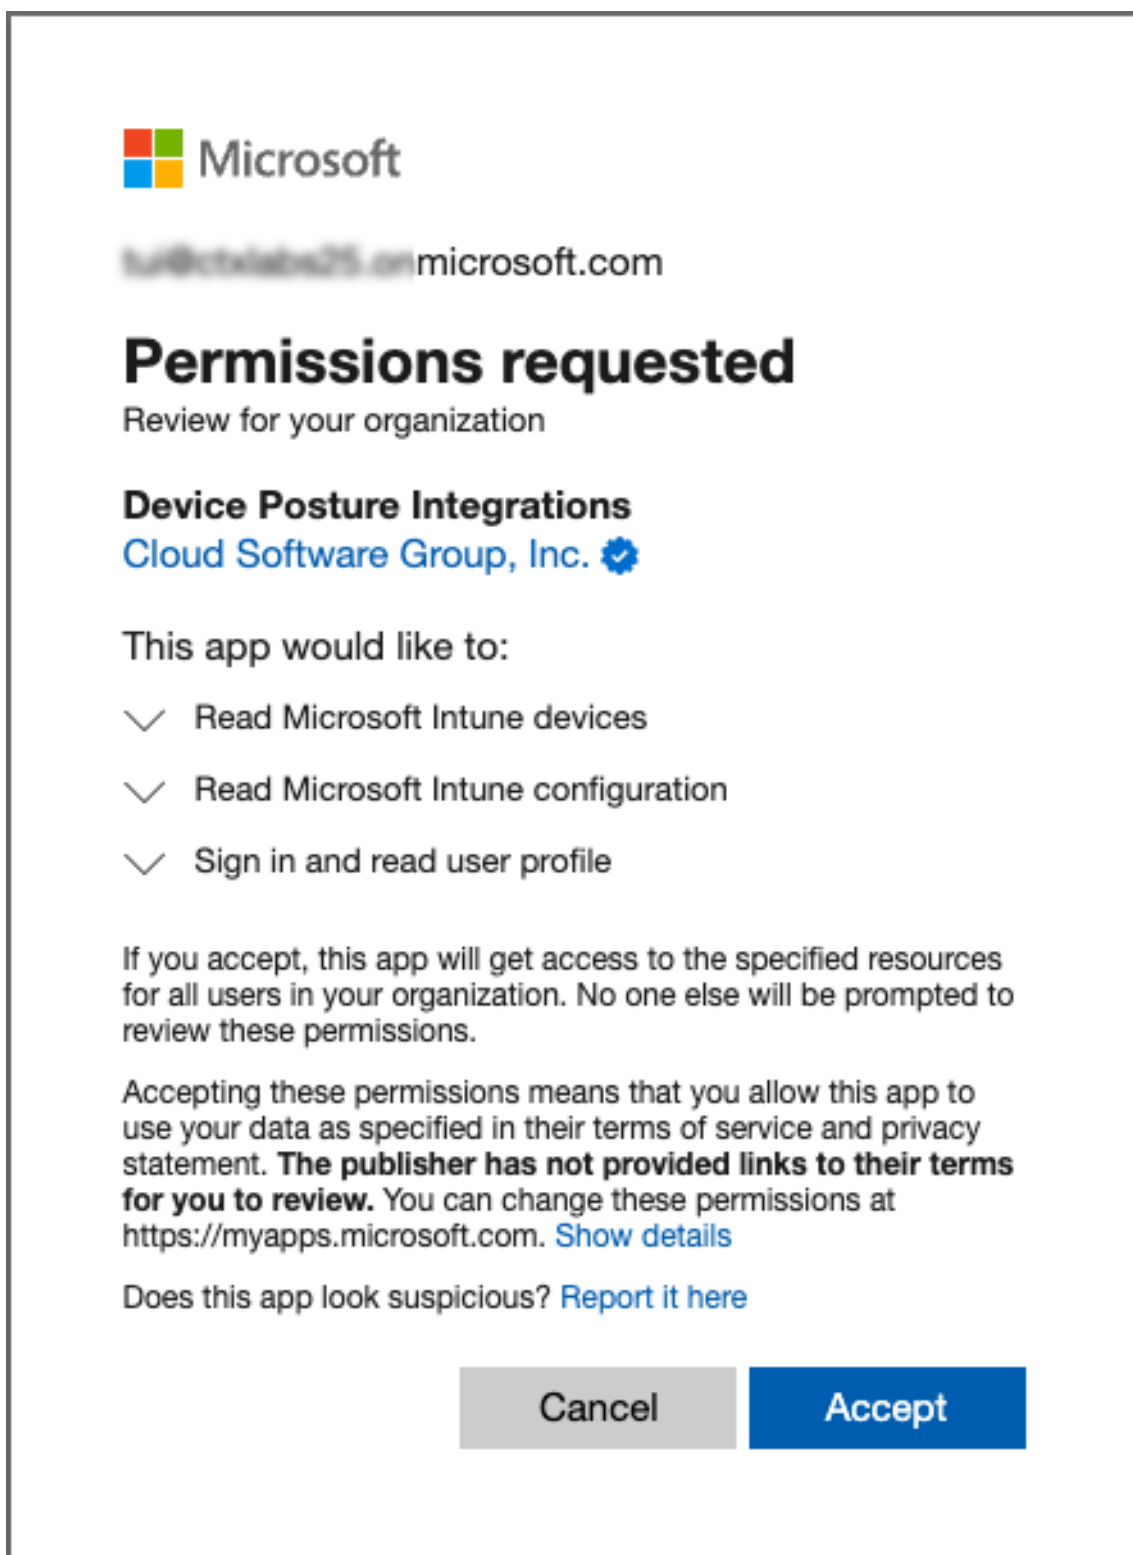 Microsoft
microsoft.com
Permissions requested
Review for your organization
Device Posture Integrations
Cloud Software Group, Inc.
This app would like to:
Read Microsoft Intune devices
Read Microsoft Intune configuration
Sign in and read user profile
If you accept, this app will get access to the specified resources
for all users in your organization. No one else will be prompted to
review these permissions.
Accepting these permissions means that you allow this app to
use your data as specified in their terms of service and privacy
statement. The publisher has not provided links to their terms
for you to review. You can change these permissions at
https://myapps.microsoft.com. Show details
Does this app look suspicious? Report it here
Cancel
Accept